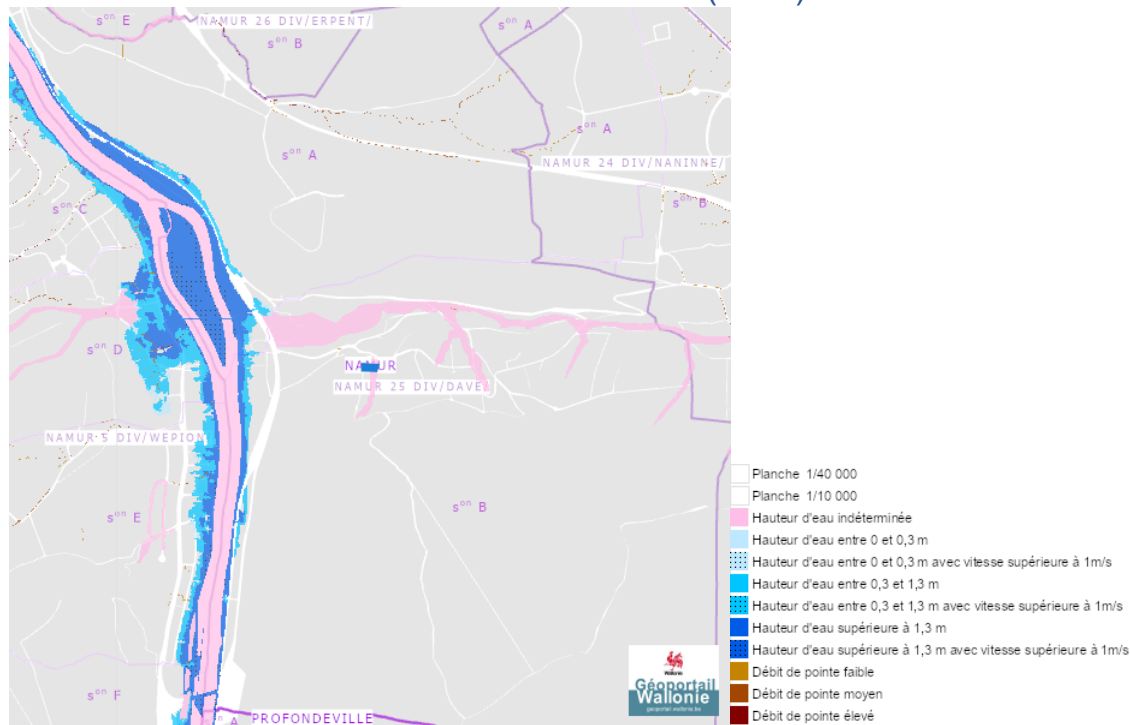 sᵒⁿ E
NAMUR 26 DIV/ERPENT/
sᵒⁿ A
sᵒⁿ B
sᵒⁿ A
sᵒⁿ A
NAMUR 24 DIV/NANINNE/
sᵒⁿ C
sᵒⁿ B
sᵒⁿ D
NAMUR
NAMUR 25 DIV/DAVE
NAMUR 5 DIV/WEPION
sᵒⁿ E
sᵒⁿ B
sᵒⁿ F
A
PROFONDEVILLE
Wallonie
Géoportail
Wallonie
geoportail.wallonie.be
Planche 1/40 000
Planche 1/10 000
Hauteur d'eau indéterminée
Hauteur d'eau entre 0 et 0,3 m
Hauteur d'eau entre 0 et 0,3 m avec vitesse supérieure à 1m/s
Hauteur d'eau entre 0,3 et 1,3 m
Hauteur d'eau entre 0,3 et 1,3 m avec vitesse supérieure à 1m/s
Hauteur d'eau supérieure à 1,3 m
Hauteur d'eau supérieure à 1,3 m avec vitesse supérieure à 1m/s
Débit de pointe faible
Débit de pointe moyen
Débit de pointe élevé